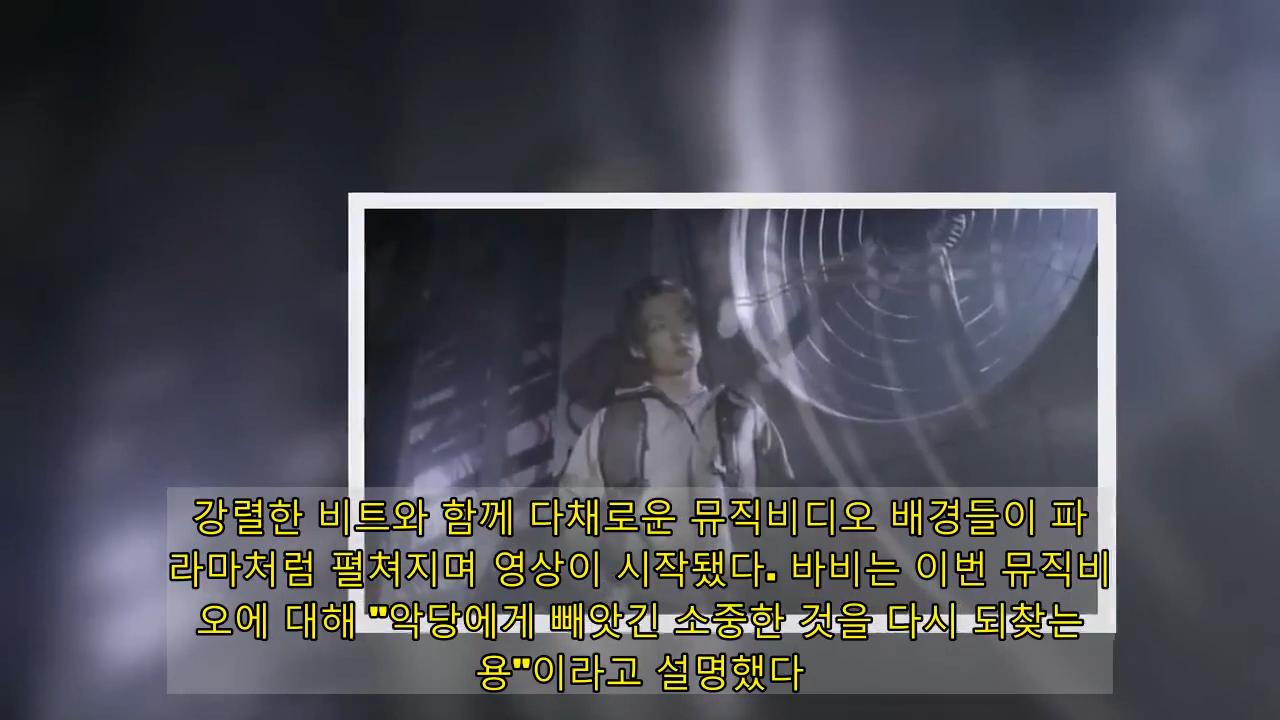 강렬한 비트와 함께 다채로운 뮤직비디오 배경들이 파
라마처럼 펼쳐지며 영상이 시작됐다. 바비는 이번 뮤직비
오에 대해 "악당에게 빼앗긴 소중한 것을 다시 되찾는
용"이라고 설명했다